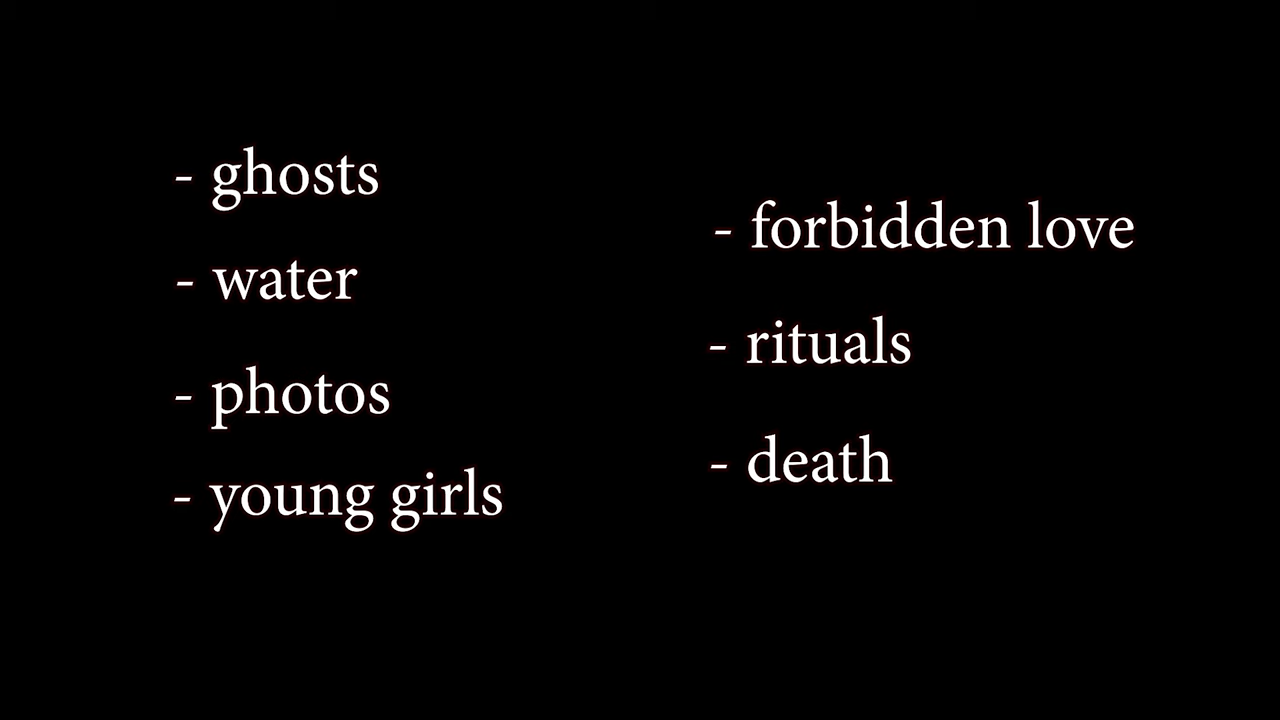 - ghosts
- water
- photos
- young girls
- forbidden love
- rituals
- death